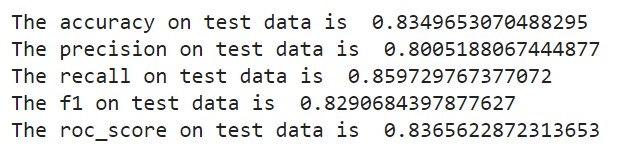 The accuracy on test data is  0.8349653070488295
The precision on test data is  0.8005188067444877
The recall on test data is  0.859729767377072
The f1 on test data is  0.8290684397877627
The roc_score on test data is  0.8365622872313653